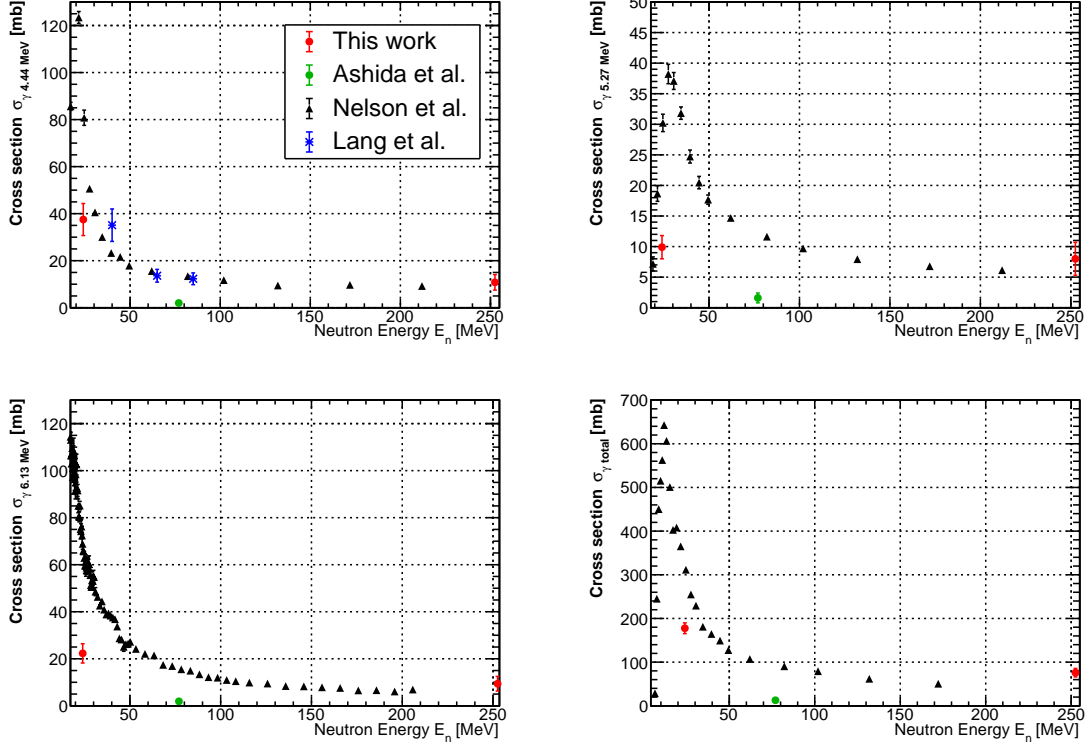 Cross section σγ 4.44 MeV [mb]
120
100
80
60
40
20
0
50 100 150 200 250
Neutron Energy En [MeV]
This work
Ashida et al.
Nelson et al.
Lang et al.
Cross section σγ 5.27 MeV [mb]
50
45
40
35
30
25
20
15
10
5
0
50 100 150 200 250
Neutron Energy En [MeV]
Cross section σγ 6.13 MeV [mb]
120
100
80
60
40
20
0
50 100 150 200 250
Neutron Energy En [MeV]
Cross section σγ total [mb]
700
600
500
400
300
200
100
0
50 100 150 200 250
Neutron Energy En [MeV]